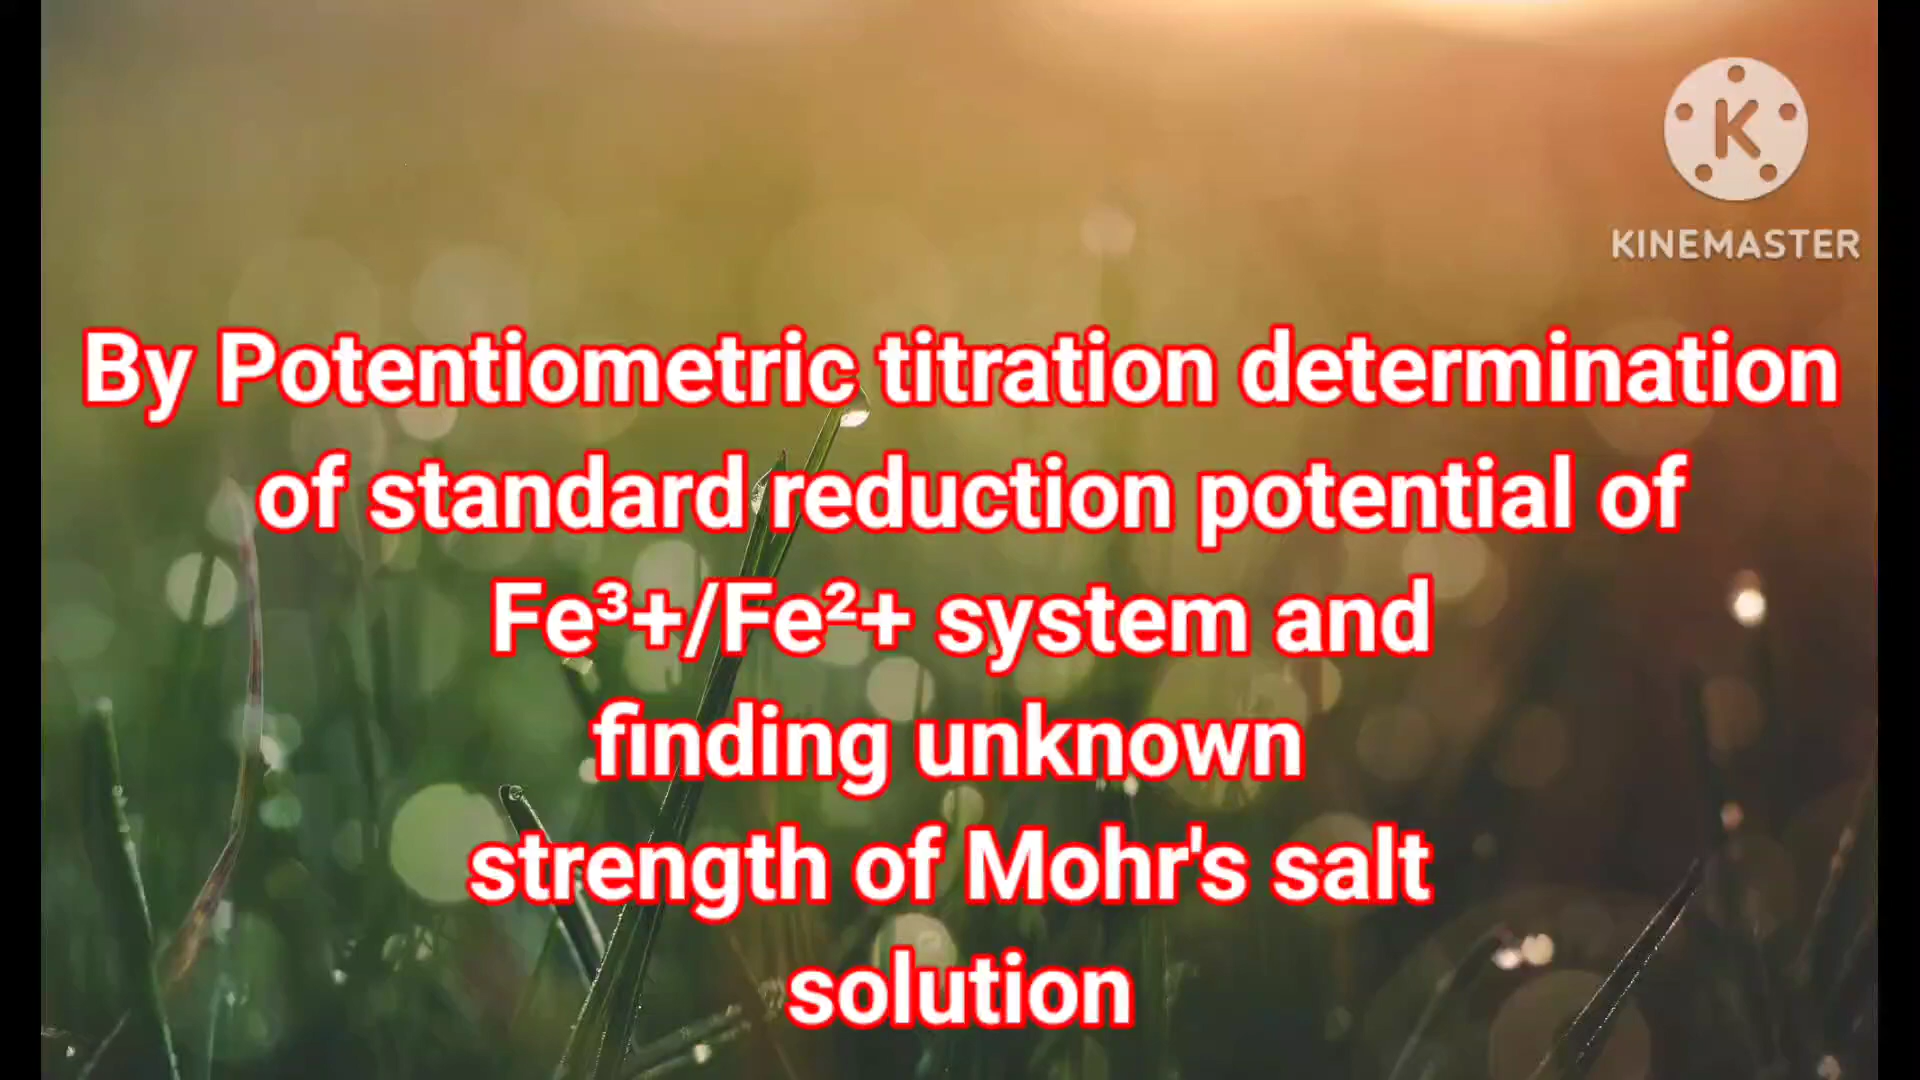 K
KINEMASTER
By Potentiometric titration determination
of standard reduction potential of
Fe³+/Fe²+ system and
finding unknown
strength of Mohr's salt
solution